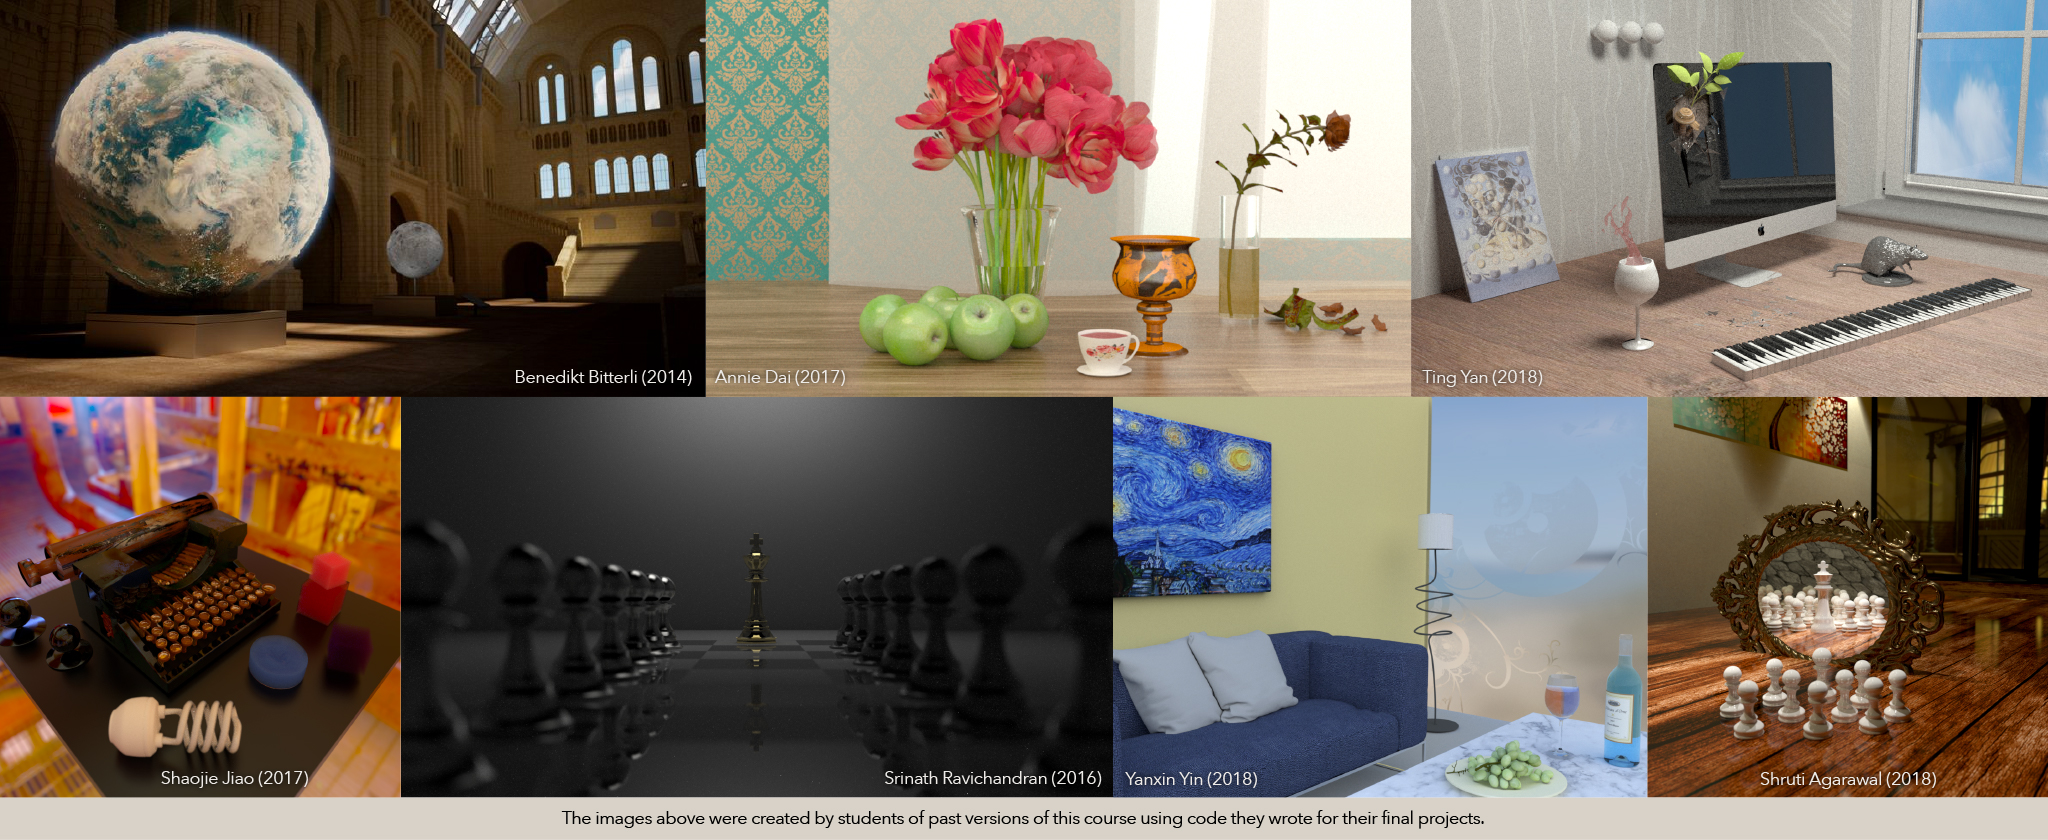 Benedikt Bitterli (2014)
Annie Dai (2017)
Ting Yan (2018)
Shaojie Jiao (2017)
Srinath Ravichandran (2016)
Yanxin Yin (2018)
Shruti Agarawal (2018)
The images above were created by students of past versions of this course using code they wrote for their final projects.